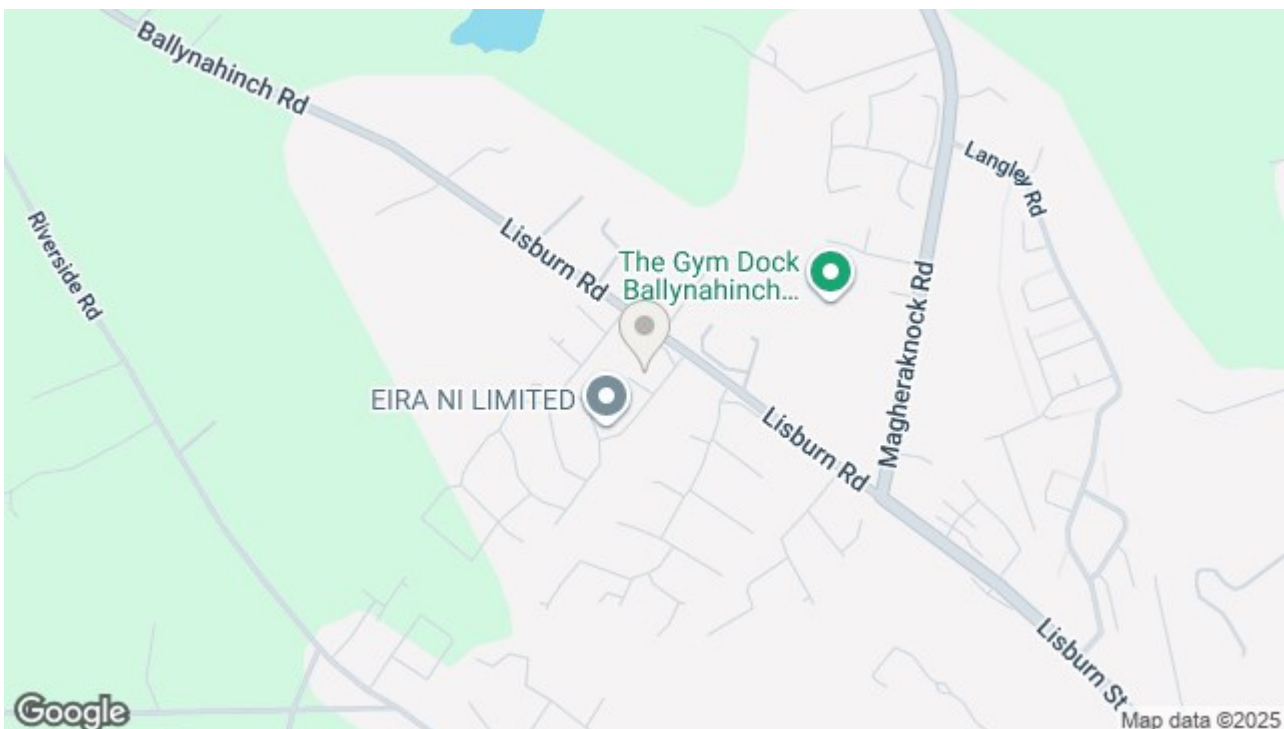 Ballynahinch Rd
Langley Rd
Riverside Rd
Lisburn Rd
The Gym Dock
Ballynahinch...
Magheraknock Rd
EIRA NI LIMITED
Lisburn Rd
Lisburn St
Google
Map data ©2025